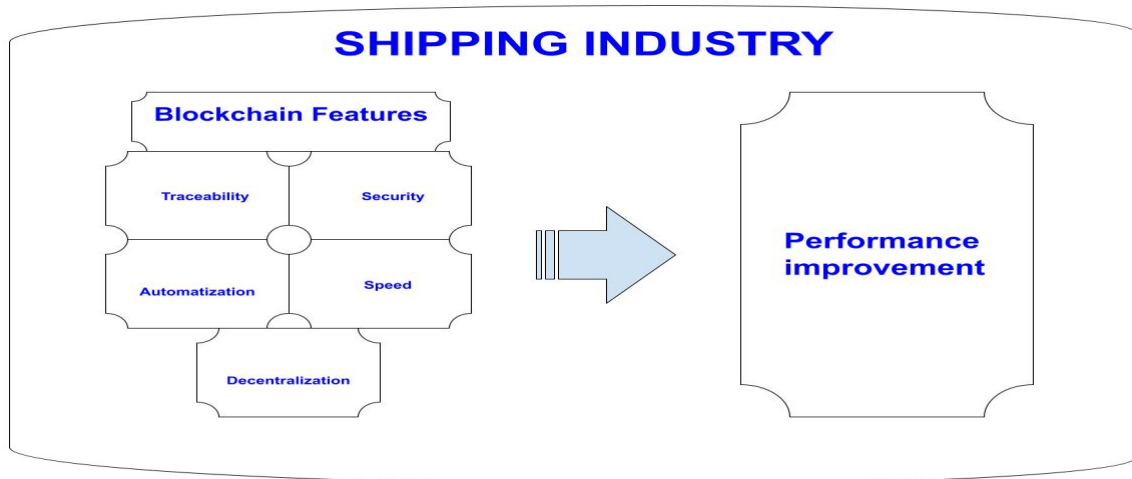 SHIPPING INDUSTRY
Blockchain Features
Traceability
Security
Automatization
Speed
Decentralization
Performance
improvement